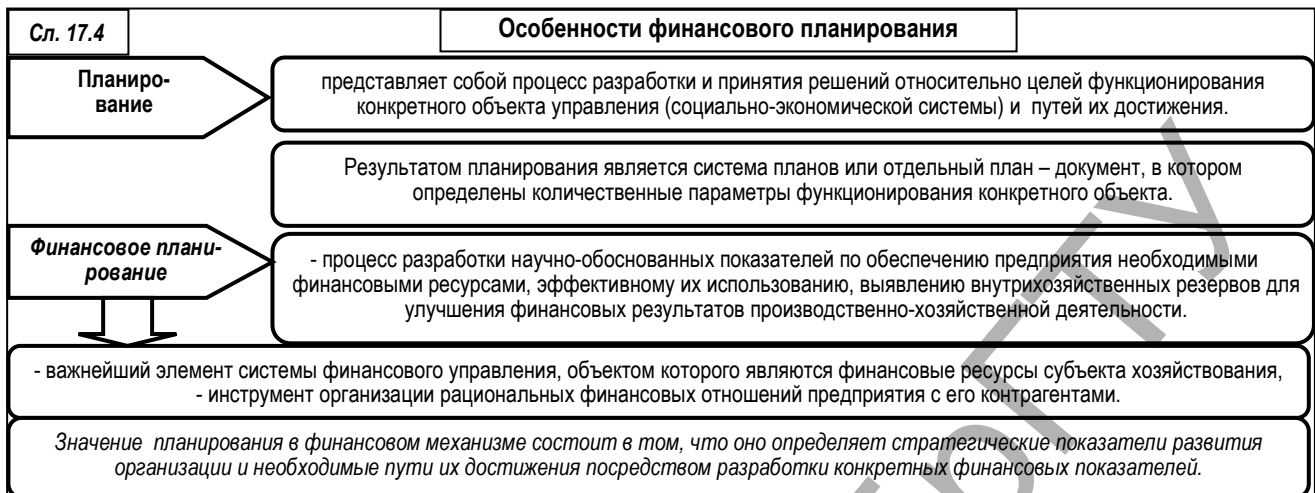 Сл. 17.4
Особенности финансового планирования
Планиро-
вание
представляет собой процесс разработки и принятия решений относительно целей функционирования
конкретного объекта управления (социально-экономической системы) и путей их достижения.
Результатом планирования является система планов или отдельный план – документ, в котором
определены количественные параметры функционирования конкретного объекта.
Финансовое плани-
рование
- процесс разработки научно-обоснованных показателей по обеспечению предприятия необходимыми
финансовыми ресурсами, эффективному их использованию, выявлению внутрихозяйственных резервов для
улучшения финансовых результатов производственно-хозяйственной деятельности.
- важнейший элемент системы финансового управления, объектом которого являются финансовые ресурсы субъекта хозяйствования,
- инструмент организации рациональных финансовых отношений предприятия с его контрагентами.
Значение планирования в финансовом механизме состоит в том, что оно определяет стратегические показатели развития
организации и необходимые пути их достижения посредством разработки конкретных финансовых показателей.